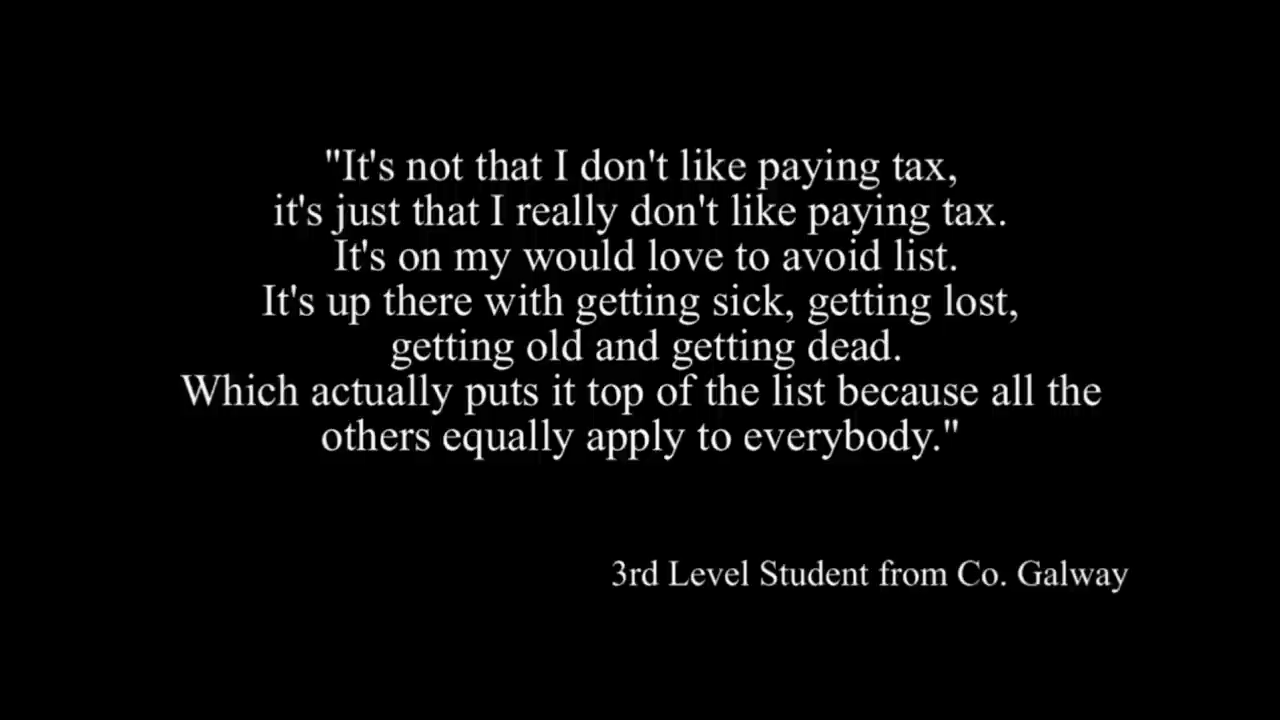 "It's not that I don't like paying tax,
it's just that I really don't like paying tax.
It's on my would love to avoid list.
It's up there with getting sick, getting lost,
getting old and getting dead.
Which actually puts it top of the list because all the
others equally apply to everybody."
3rd Level Student from Co. Galway